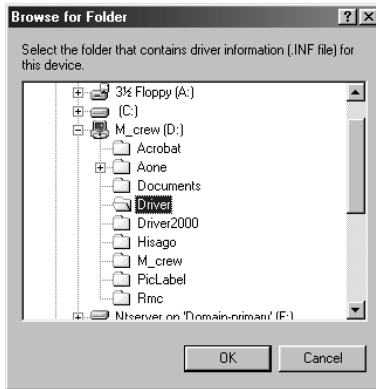 Browse for Folder
Select the folder that contains driver information (.INF file) for
this device.
3½ Floppy (A:)
(C:)
M_crew (D:)
Acrobat
Aone
Documents
Driver
Driver2000
Hisago
M_crew
PicLabel
Rmc
Ntserver on 'Domain-primary' (F:)
OK
Cancel